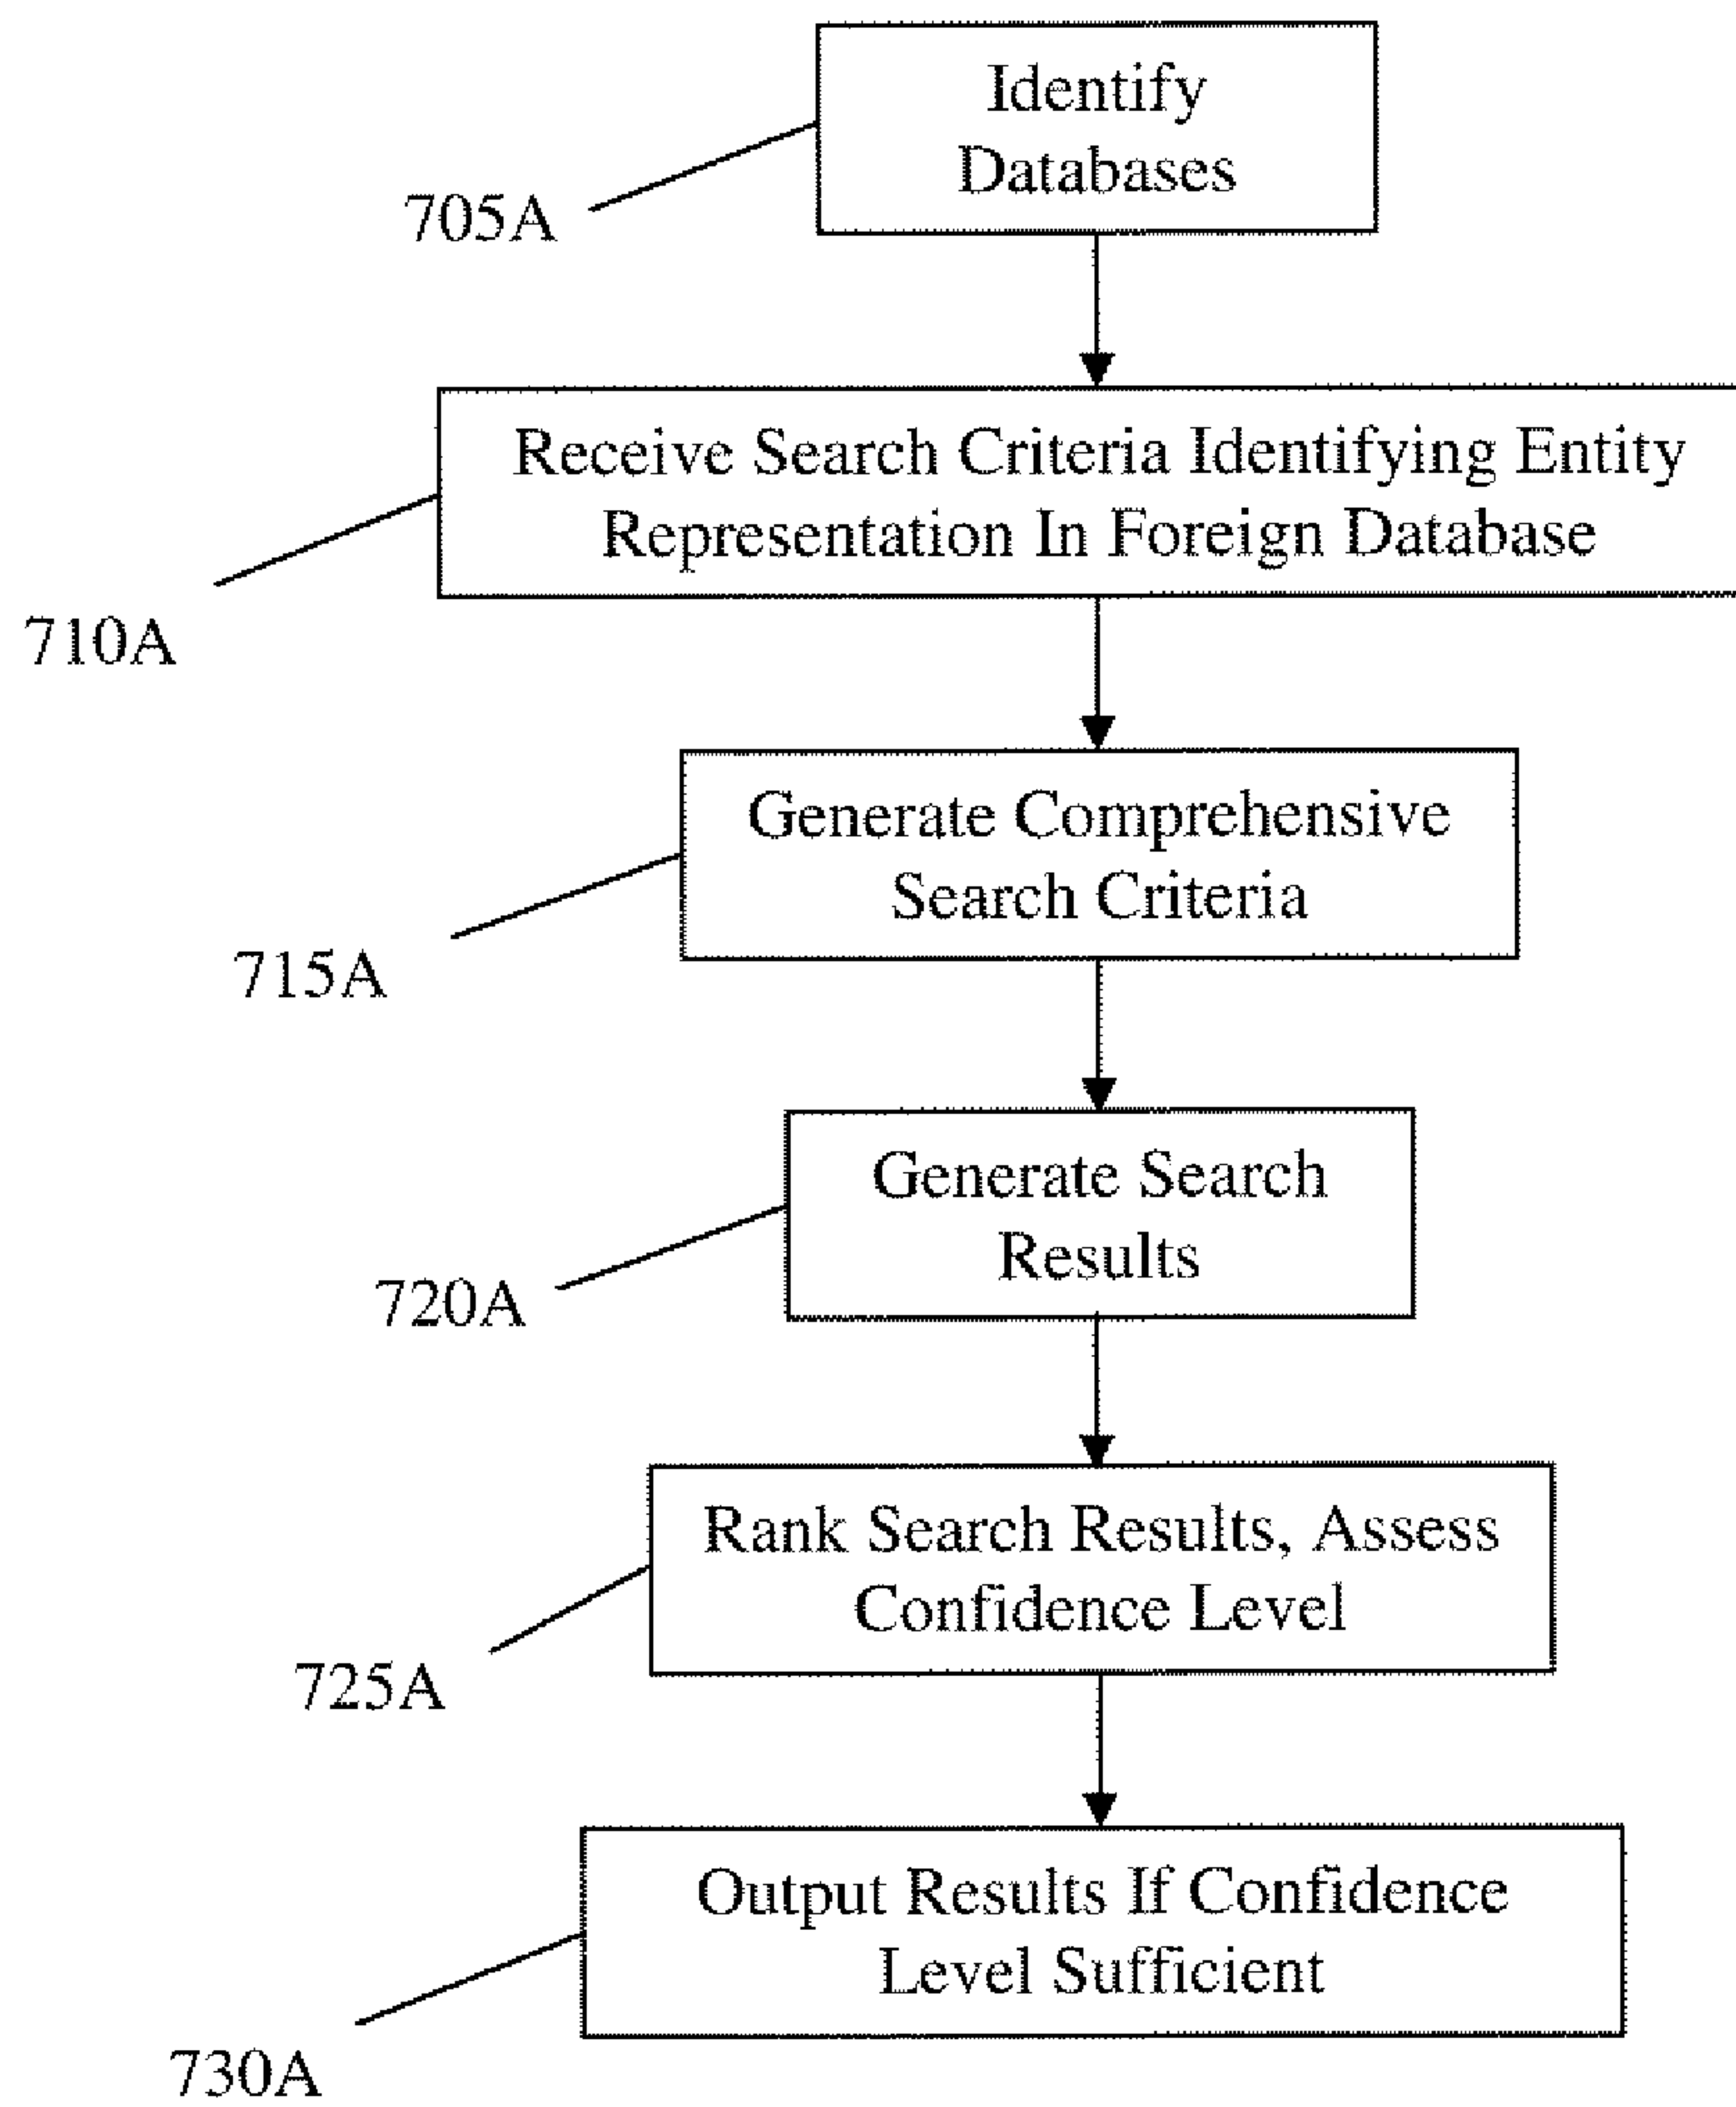 Identify
Databases
705A
Receive Search Criteria Identifying Entity
Representation In Foreign Database
710A
Generate Comprehensive
Search Criteria
715A
Generate Search
Results
720A
Rank Search Results, Assess
Confidence Level
725A
Output Results If Confidence
Level Sufficient
730A